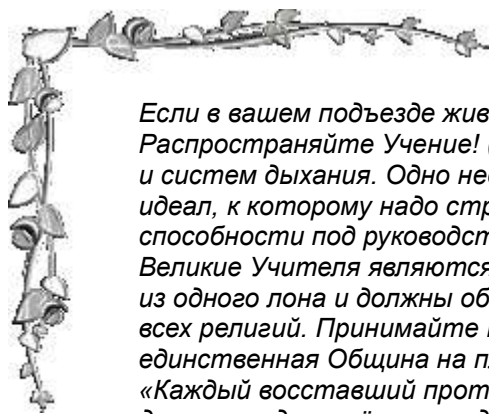 Если в вашем подъезде жив
Распространяйте Учение!
и систем дыхания. Одно не
идеал, к которому надо стр
способности под руководст
Великие Учителя являются
из одного лона и должны об
всех религий. Принимайте
единственная Община на пл
«Каждый восставший прот